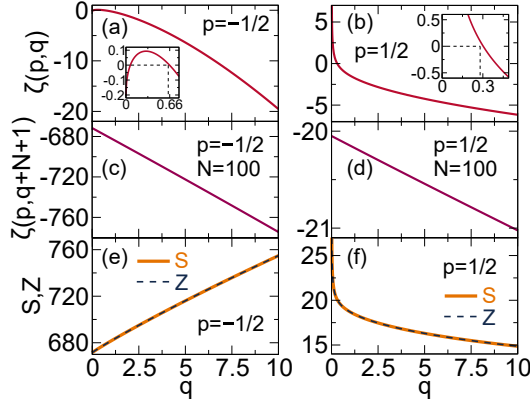 0
(a)
p=−1/2
ζ(p,q)
-10
-20
0.1
0
-0.1
-0.2
0
0.66
5
(b)
p=1/2
0
-5
0.5
0
-0.6
0
0.3
-680
-720
-760
ζ(p,q+N+1)
(c)
p=−1/2
N=100
-20
-21
(d)
p=1/2
N=100
760
720
680
S,Z
(e)
S
Z
p=−1/2
0 2.5 5 7.5 10
q
25
20
15
(f)
p=1/2
S
Z
0 2.5 5 7.5 10
q